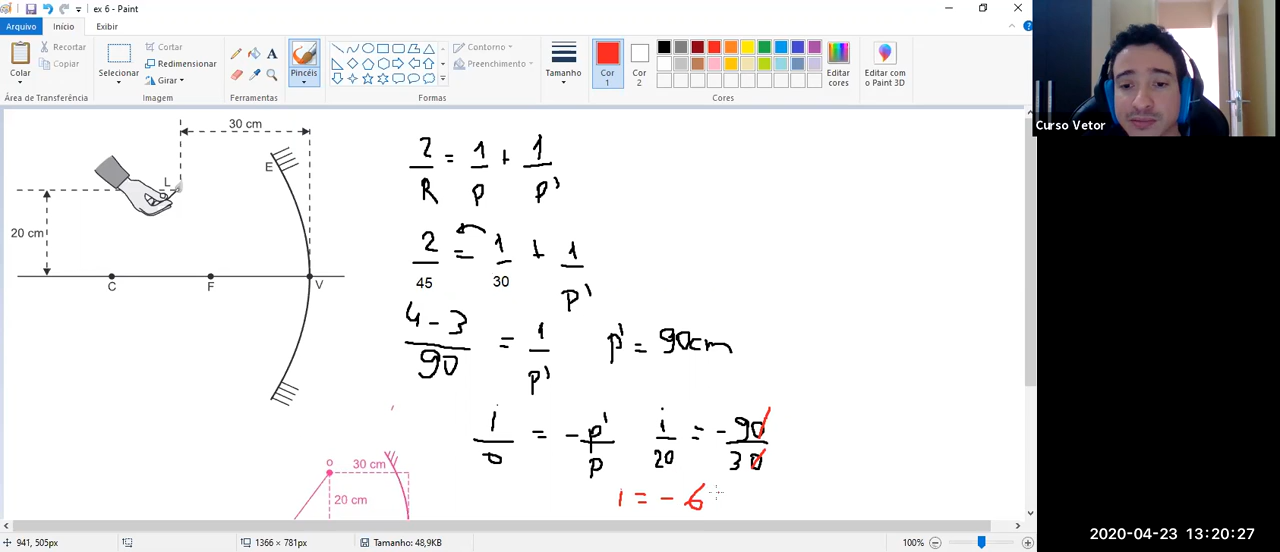 ex 6 - Paint
Arquivo Início Exibir
Colar
Recortar
Copiar
Área de Transferência
Selecionar
Cortar
Redimensionar
Girar
Imagem
A
Ferramentas
Pincéis
Contorno
Preenchimento
Formas
Tamanho
Cor 1
Cor 2
Editar cores
Cores
Editar com o Paint 3D
Curso Vetor
30 cm
E
L
20 cm
C F V
2/R = 1/p + 1/p'
2/45 = 1/30 + 1/p'
4 - 3/90 = 1/p' p' = 90cm
i/o = - p'/p i/20 = - 90/30
i = - 6
o 30 cm
20 cm
941, 505px
1366 × 781px
Tamanho: 48,9KB
100%
2020-04-23 13:20:27